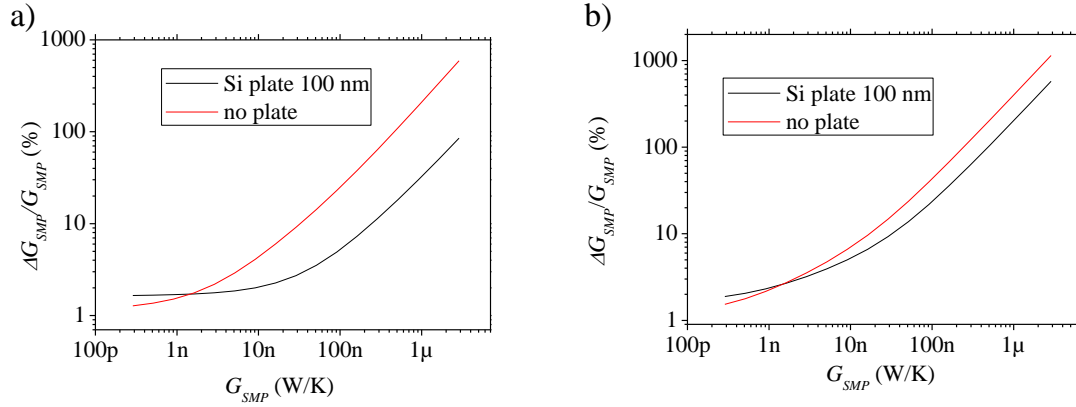 a)
1000
100
10
1
ΔG_SMP/G_SMP (%)
Si plate 100 nm
no plate
100p 1n 10n 100n 1µ
G_SMP (W/K)
b)
1000
100
10
1
ΔG_SMP/G_SMP (%)
Si plate 100 nm
no plate
100p 1n 10n 100n 1µ
G_SMP (W/K)